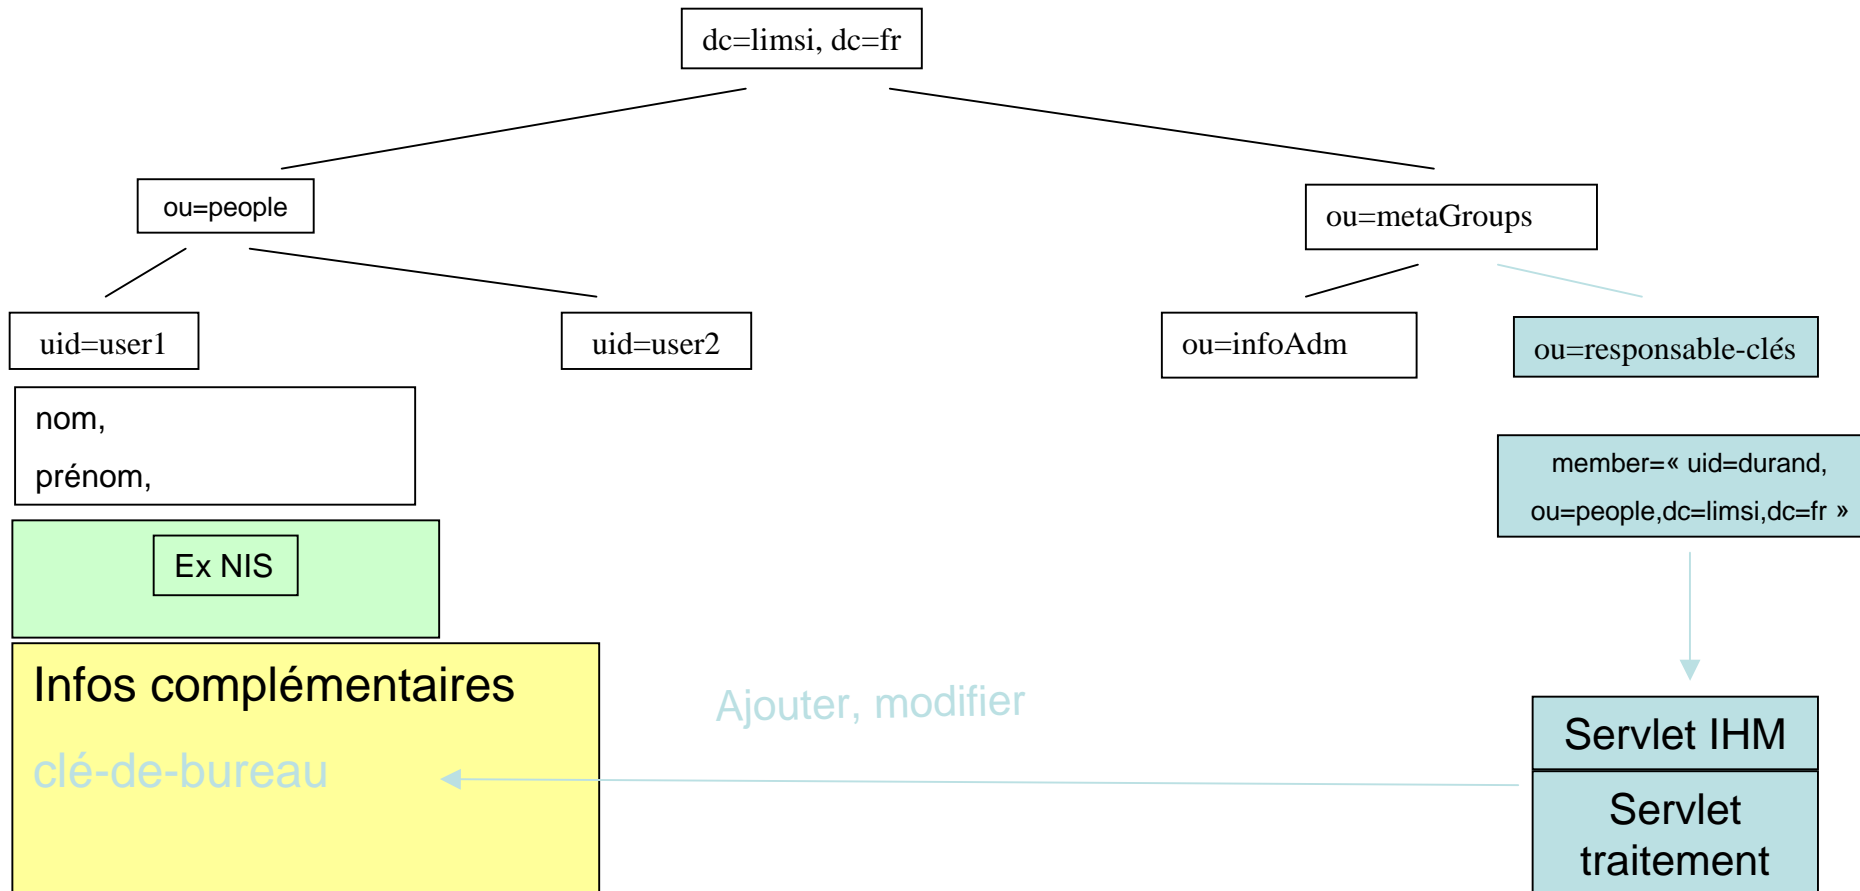 dc=limsi, dc=fr
ou=people
ou=metaGroups
uid=user1
uid=user2
ou=infoAdm
ou=responsable-clés
nom,
prénom,
member=« uid=durand,
ou=people,dc=limsi,dc=fr »
Ex NIS
Infos complémentaires
clé-de-bureau
Ajouter, modifier
Servlet IHM
Servlet
traitement